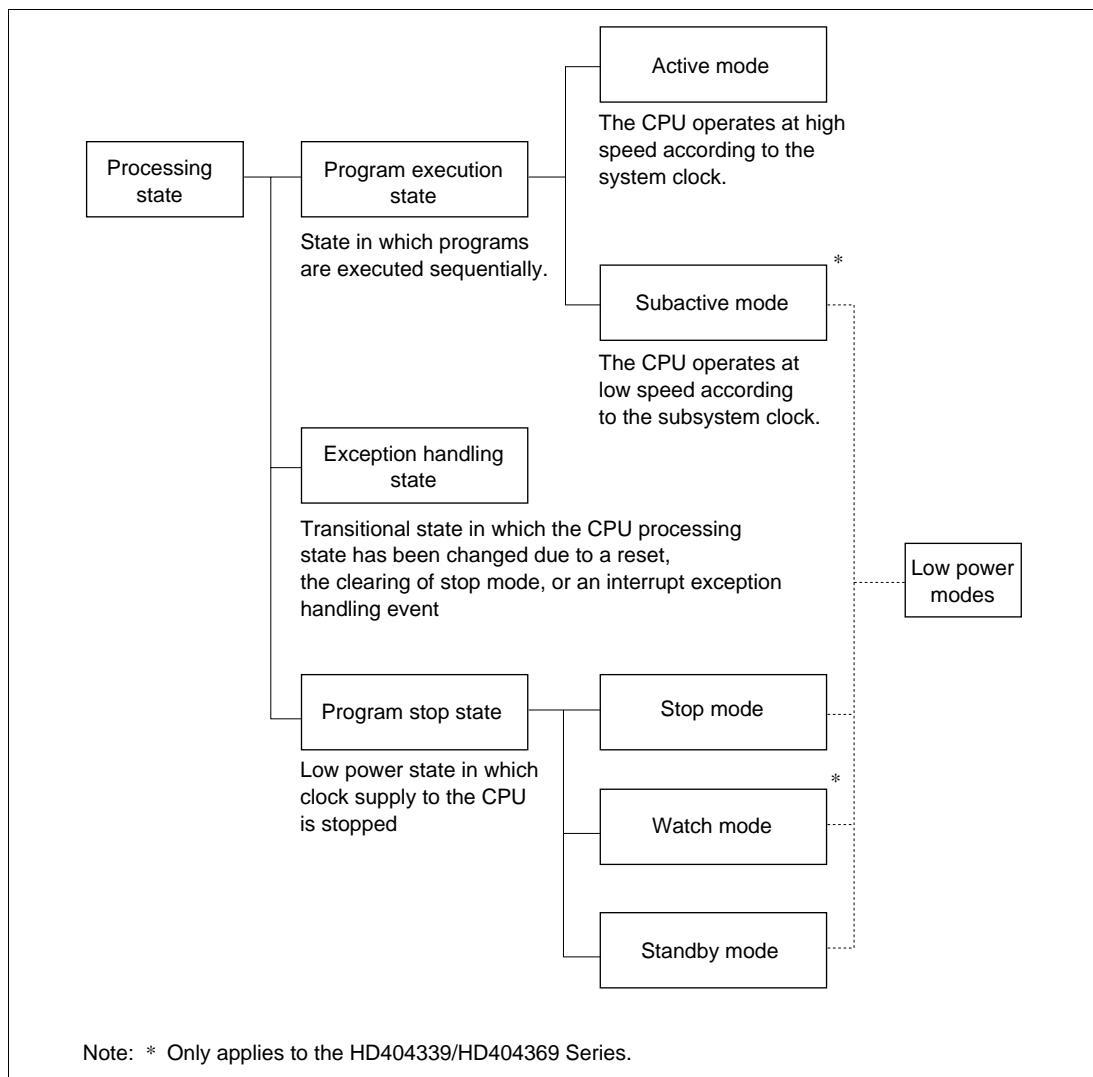 Active mode
The CPU operates at high
speed according to the
system clock.
Processing
state
Program execution
state
State in which programs
are executed sequentially.
*
Subactive mode
The CPU operates at
low speed according
to the subsystem clock.
Exception handling
state
Transitional state in which the CPU processing
state has been changed due to a reset,
the clearing of stop mode, or an interrupt exception
handling event
Low power
modes
Program stop state
Low power state in which
clock supply to the CPU
is stopped
Stop mode
*
Watch mode
Standby mode
Note: * Only applies to the HD404339/HD404369 Series.